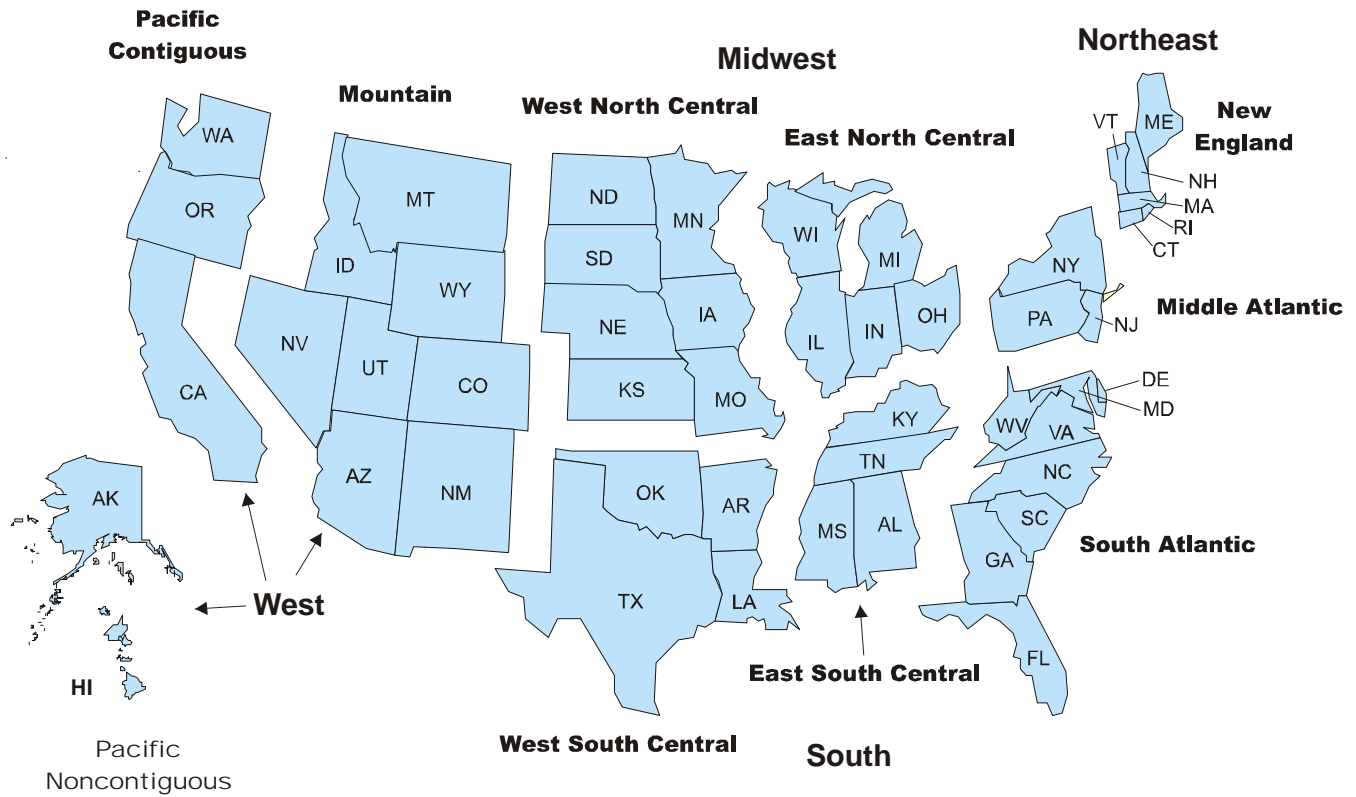 Pacific
Contiguous
Mountain
Midwest
West North Central
East North Central
Northeast
New
England
Middle Atlantic
South Atlantic
East South Central
West South Central
South
West
Pacific
Noncontiguous
WA
OR
CA
AK
HI
MT
ID
WY
NV
UT
CO
AZ
NM
ND
SD
NE
KS
MN
IA
MO
WI
MI
IL
IN
OH
VT
ME
NH
MA
RI
CT
NY
PA
NJ
DE
MD
WV
VA
NC
SC
GA
FL
KY
TN
MS
AL
OK
AR
TX
LA